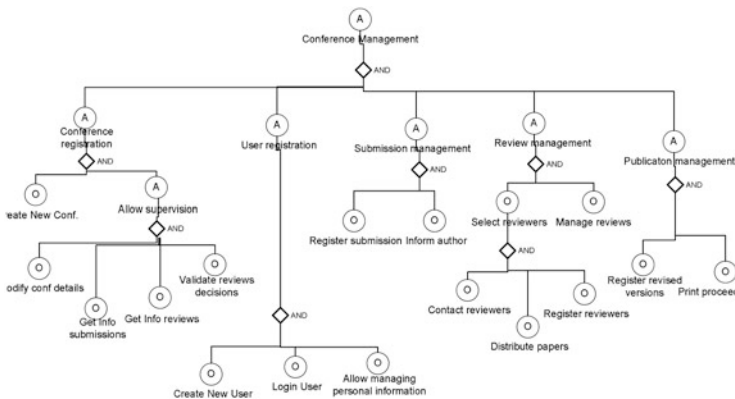 A
Conference Management
AND
A
Conference
registration
AND
A
User registration
A
Submission management
AND
A
Review management
AND
A
Publicaton management
AND
O
reate New Conf.
A
Allow supervision
AND
O
Register submission
O
Inform author
O
Select reviewers
AND
O
Manage reviews
O
odify conf details
O
Get Info
submissions
O
Get Info reviews
O
Validate reviews
decisions
O
Contact reviewers
O
Distribute papers
O
Register reviewers
O
Register revised
versions
O
Print proceed
AND
O
Create New User
O
Login User
O
Allow managing
personal information